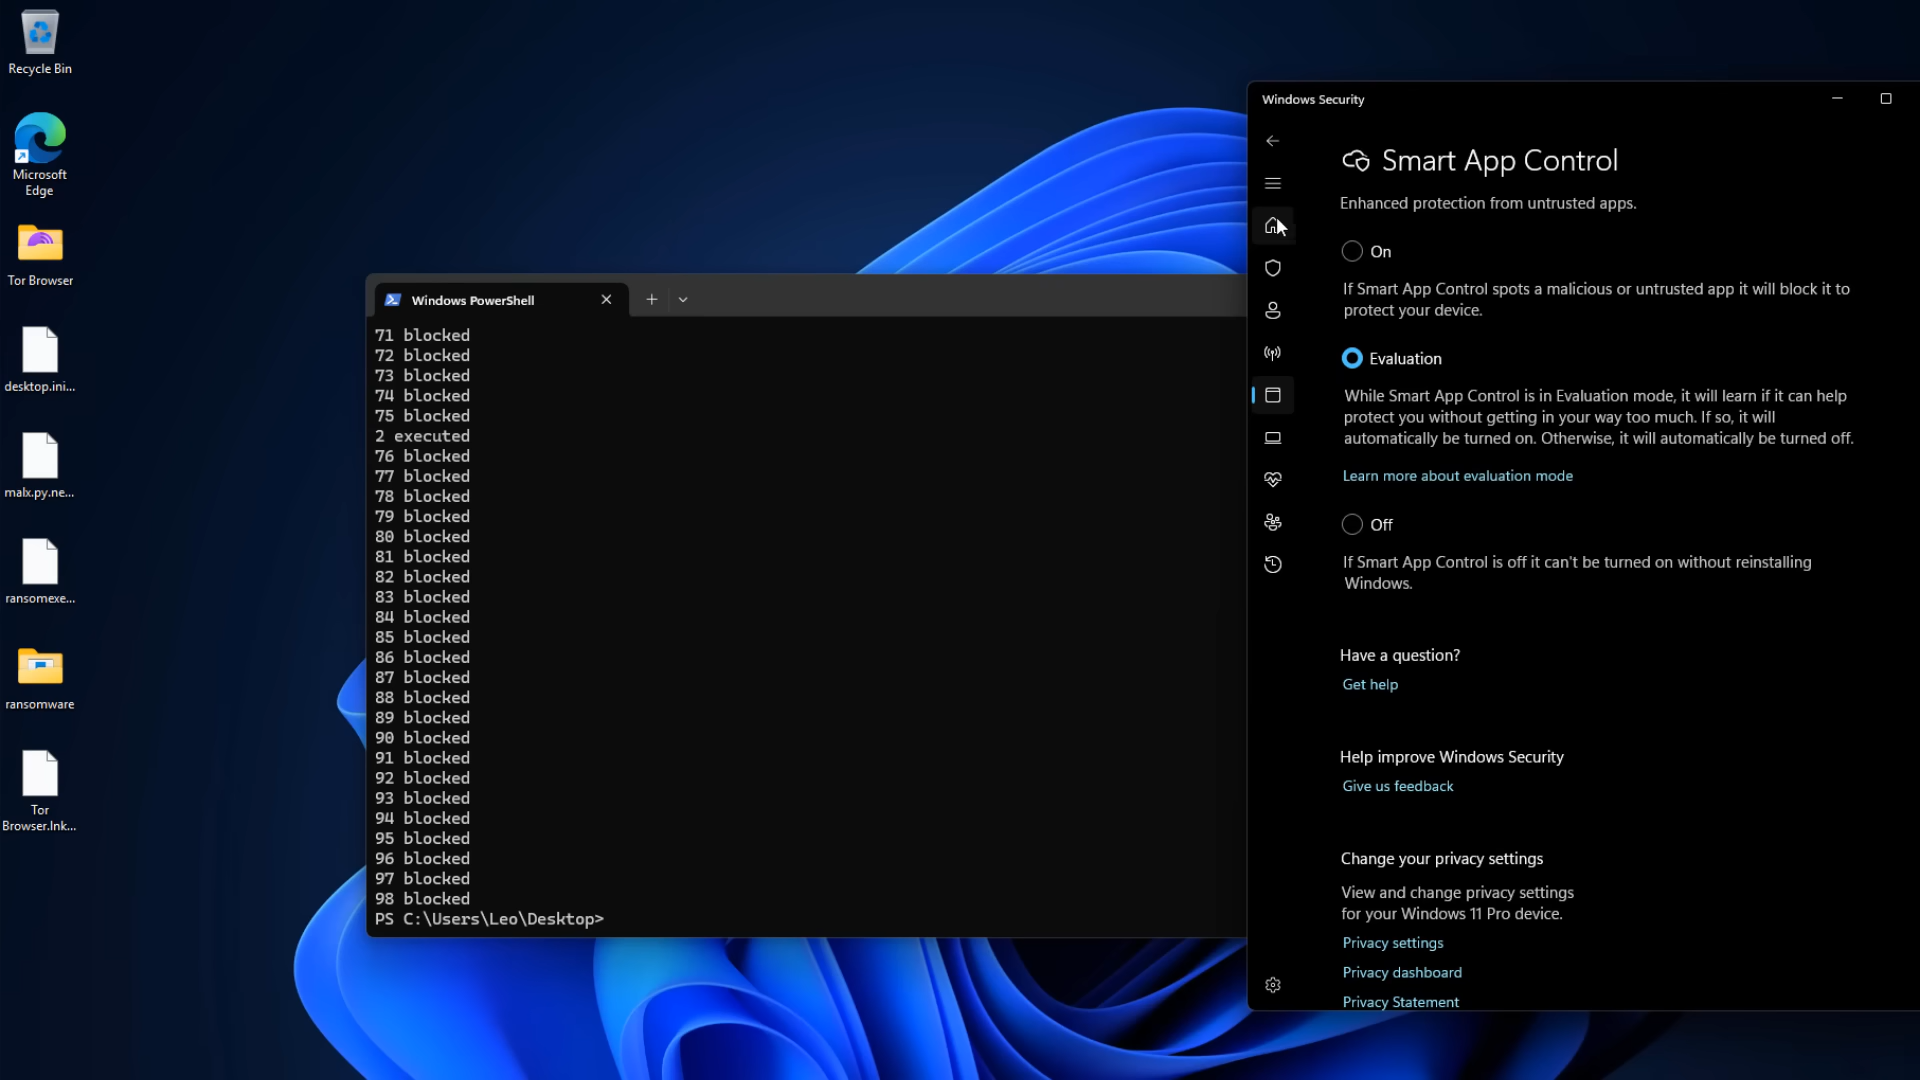 Recycle Bin
Microsoft
Edge
Tor Browser
desktop.ini...
malx.py.ne...
ransomexe...
ransomware
Tor
Browser.lnk...
Windows PowerShell
71 blocked
72 blocked
73 blocked
74 blocked
75 blocked
2 executed
76 blocked
77 blocked
78 blocked
79 blocked
80 blocked
81 blocked
82 blocked
83 blocked
84 blocked
85 blocked
86 blocked
87 blocked
88 blocked
89 blocked
90 blocked
91 blocked
92 blocked
93 blocked
94 blocked
95 blocked
96 blocked
97 blocked
98 blocked
PS C:\Users\Leo\Desktop>
Windows Security
Smart App Control
Enhanced protection from untrusted apps.
On
If Smart App Control spots a malicious or untrusted app it will block it to
protect your device.
Evaluation
While Smart App Control is in Evaluation mode, it will learn if it can help
protect you without getting in your way too much. If so, it will
automatically be turned on. Otherwise, it will automatically be turned off.
Learn more about evaluation mode
Off
If Smart App Control is off it can't be turned on without reinstalling
Windows.
Have a question?
Get help
Help improve Windows Security
Give us feedback
Change your privacy settings
View and change privacy settings
for your Windows 11 Pro device.
Privacy settings
Privacy dashboard
Privacy Statement